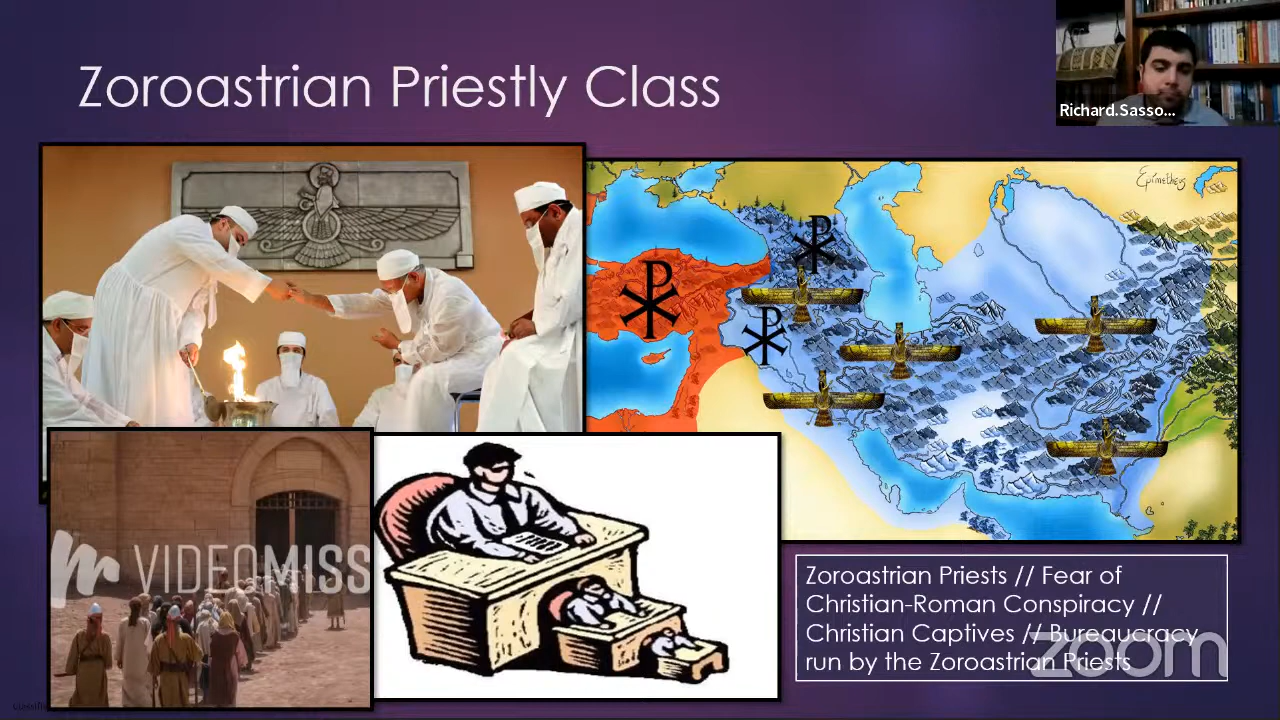 Zoroastrian Priestly Class
Richard.Sasso...
Epimetheus
VIDEOMISS
Zoroastrian Priests // Fear of
Christian-Roman Conspiracy //
Christian Captives // Bureaucracy
run by the Zoroastrian Priests
zoom